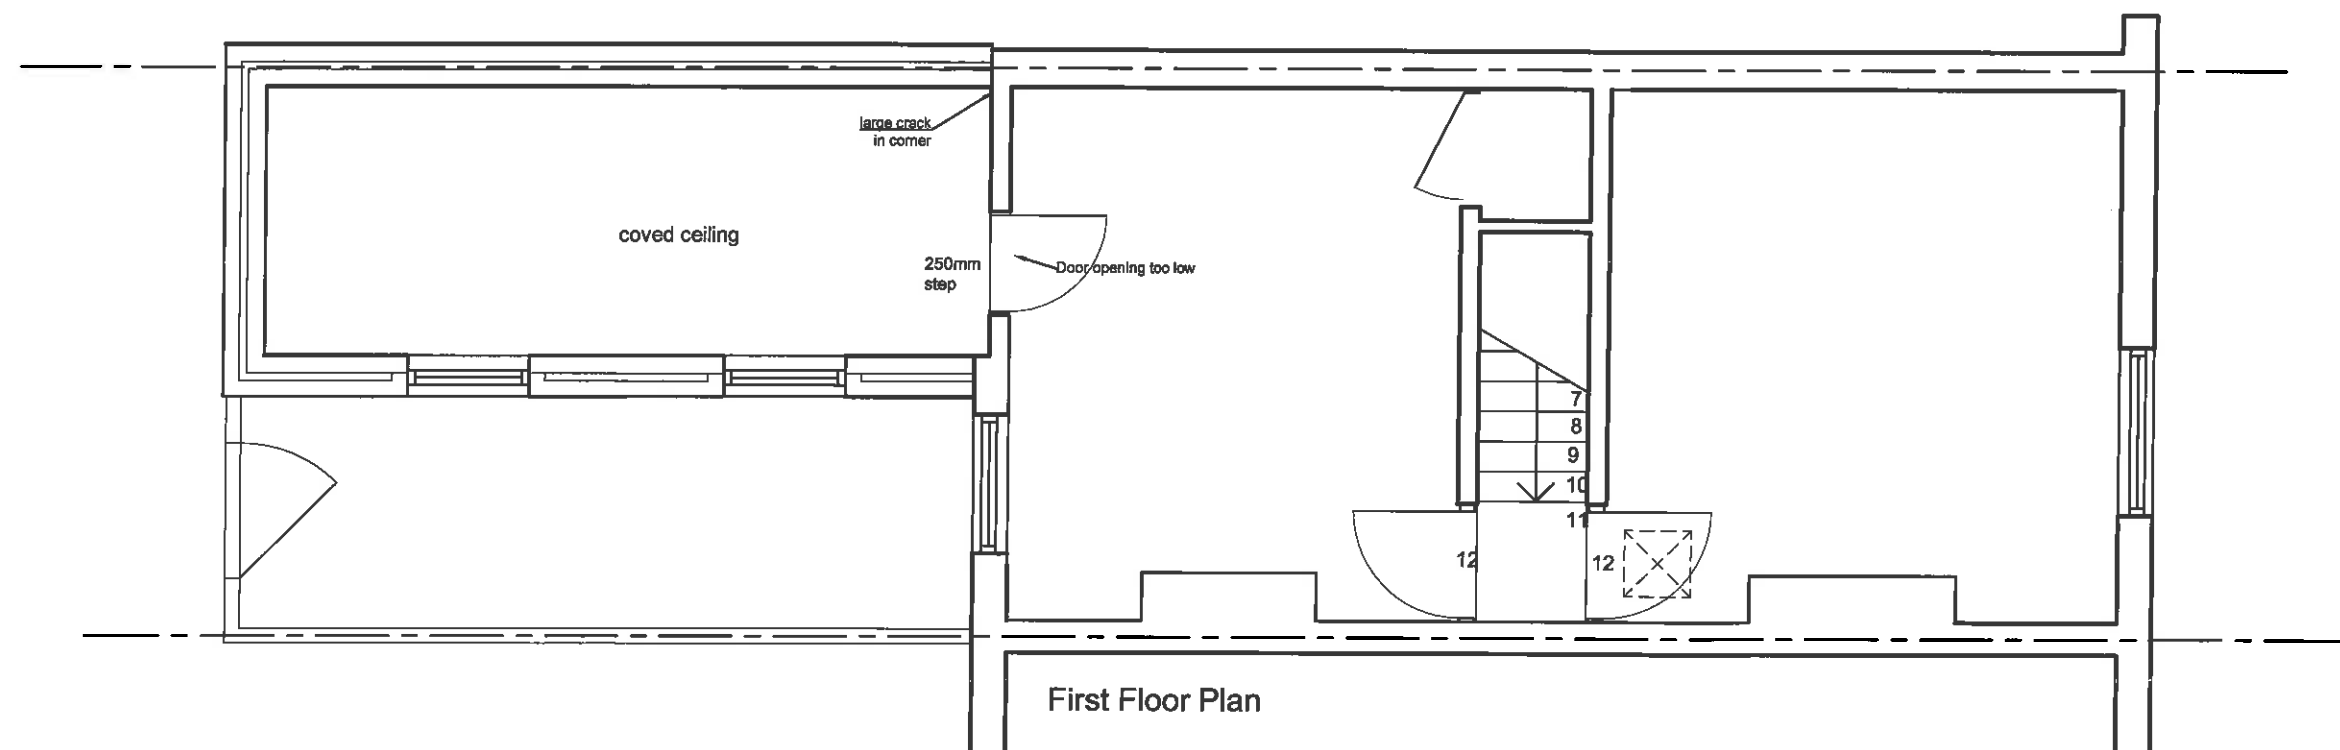 large crack
in corner
coved ceiling
250mm
step
Door opening too low
7
8
9
10
11
12
12
First Floor Plan